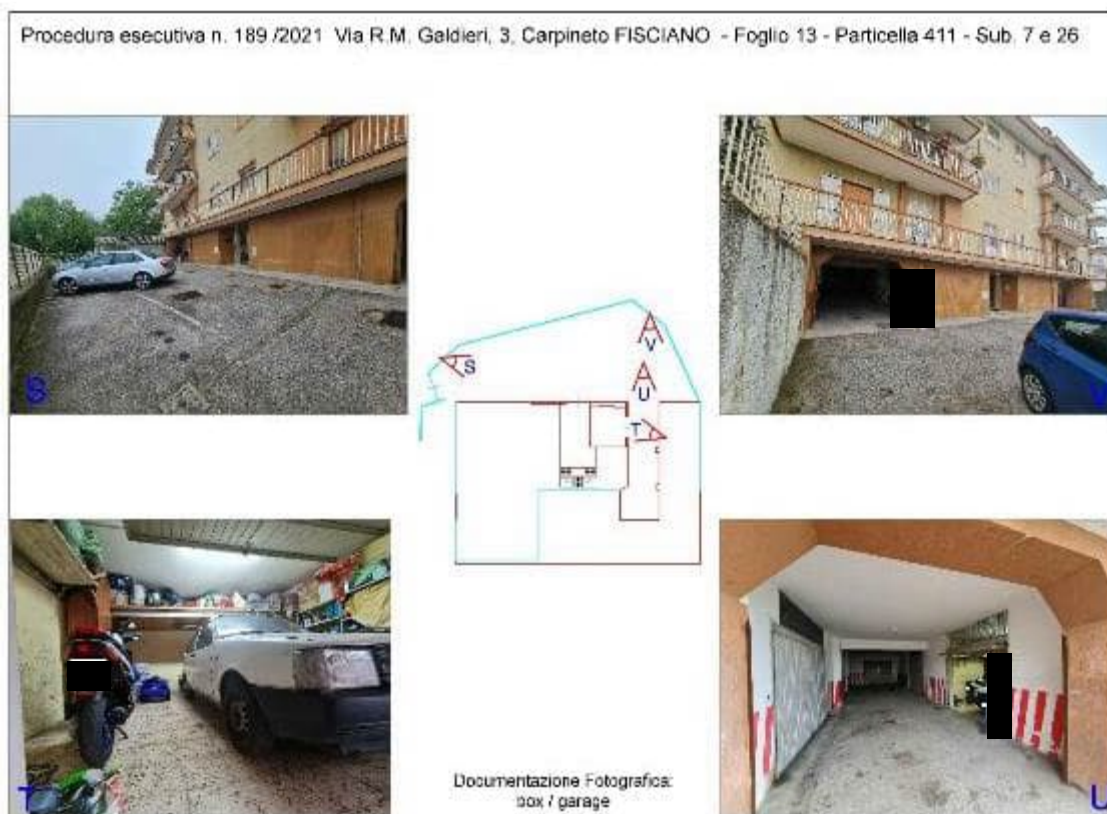 Procedura esecutiva n. 189 /2021 Via R.M. Galdieri, 3, Carpineto FISCIANO - Foglio 13 - Particella 411 - Sub. 7 e 26
S
V
V
S
U
T
T
U
Documentazione Fotografica:
box / garage